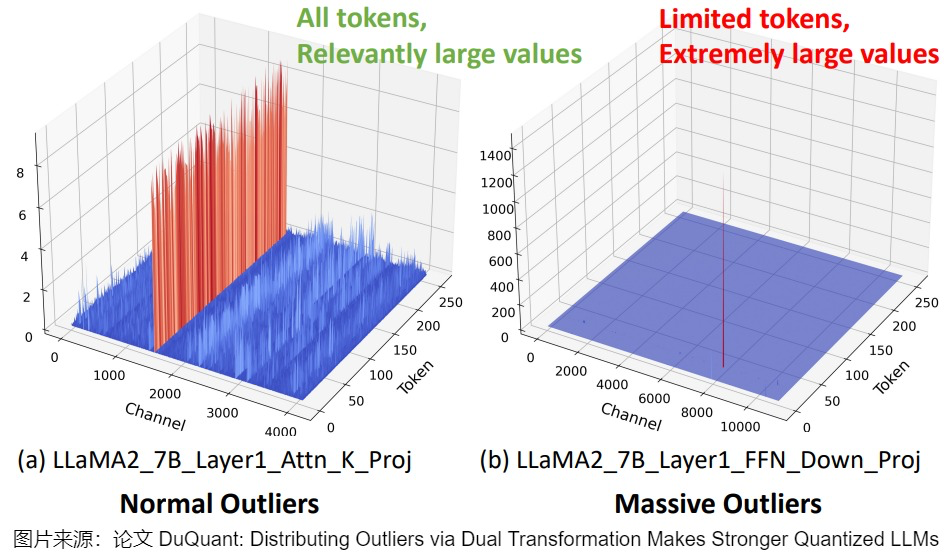 All tokens,
Relevantly large values
8
6
4
2
0
0
1000
2000
3000
4000
Channel
0
50
100
150
200
250
Token
(a) LLaMA2_7B_Layer1_Attn_K_Proj
Normal Outliers
Limited tokens,
Extremely large values
1400
1200
1000
800
600
400
200
0
0
2000
4000
6000
8000
10000
Channel
0
50
100
150
200
250
Token
(b) LLaMA2_7B_Layer1_FFN_Down_Proj
Massive Outliers
图片来源：论文 DuQuant: Distributing Outliers via Dual Transformation Makes Stronger Quantized LLMs